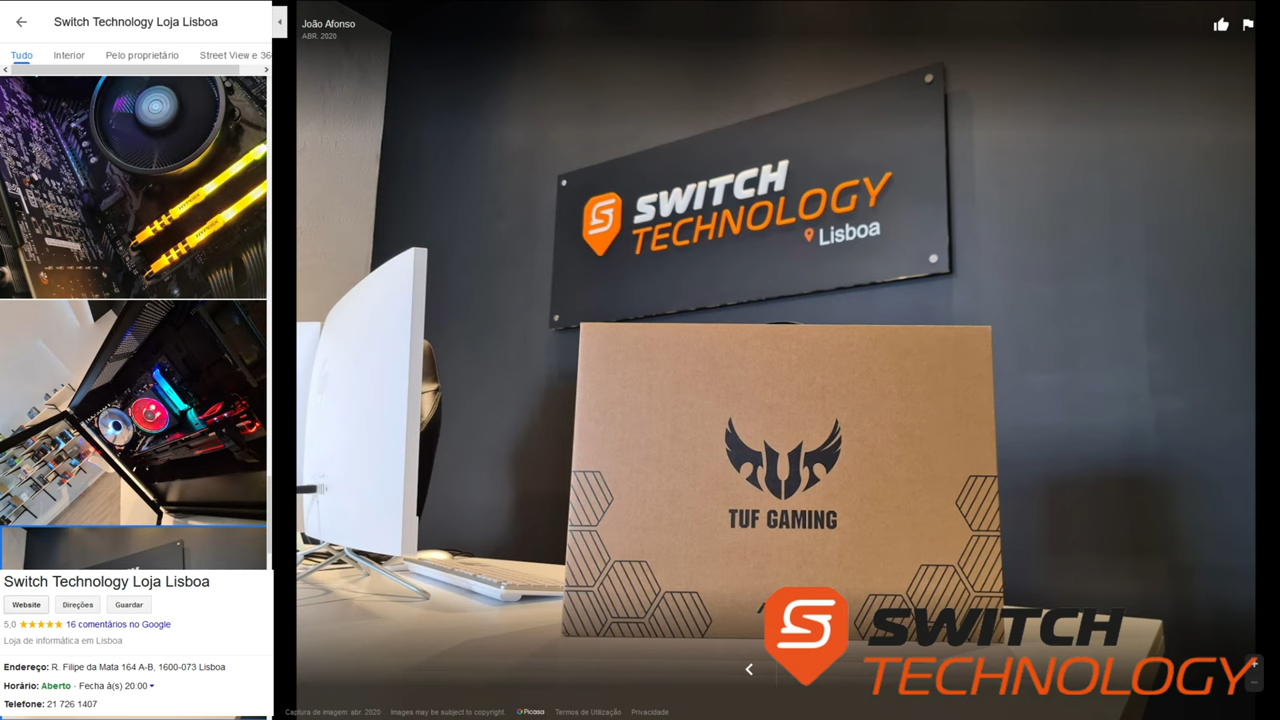 Switch Technology Loja Lisboa
Tudo
Interior
Pelo proprietário
Street View e 36
HYPERX
HYPERX
Switch Technology Loja Lisboa
Website
Direções
Guardar
5,0 ★★★★★ 16 comentários no Google
Loja de informática em Lisboa
Endereço: R. Filipe da Mata 164 A-B, 1600-073 Lisboa
Horário: Aberto · Fecha à(s) 20:00
Telefone: 21 726 1407
João Afonso
ABR. 2020
SWITCH
TECHNOLOGY
Lisboa
TUF GAMING
SWITCH
TECHNOLOGY
Captura de imagem: abr. 2020
Images may be subject to copyright.
Picasa
Termos de Utilização
Privacidade